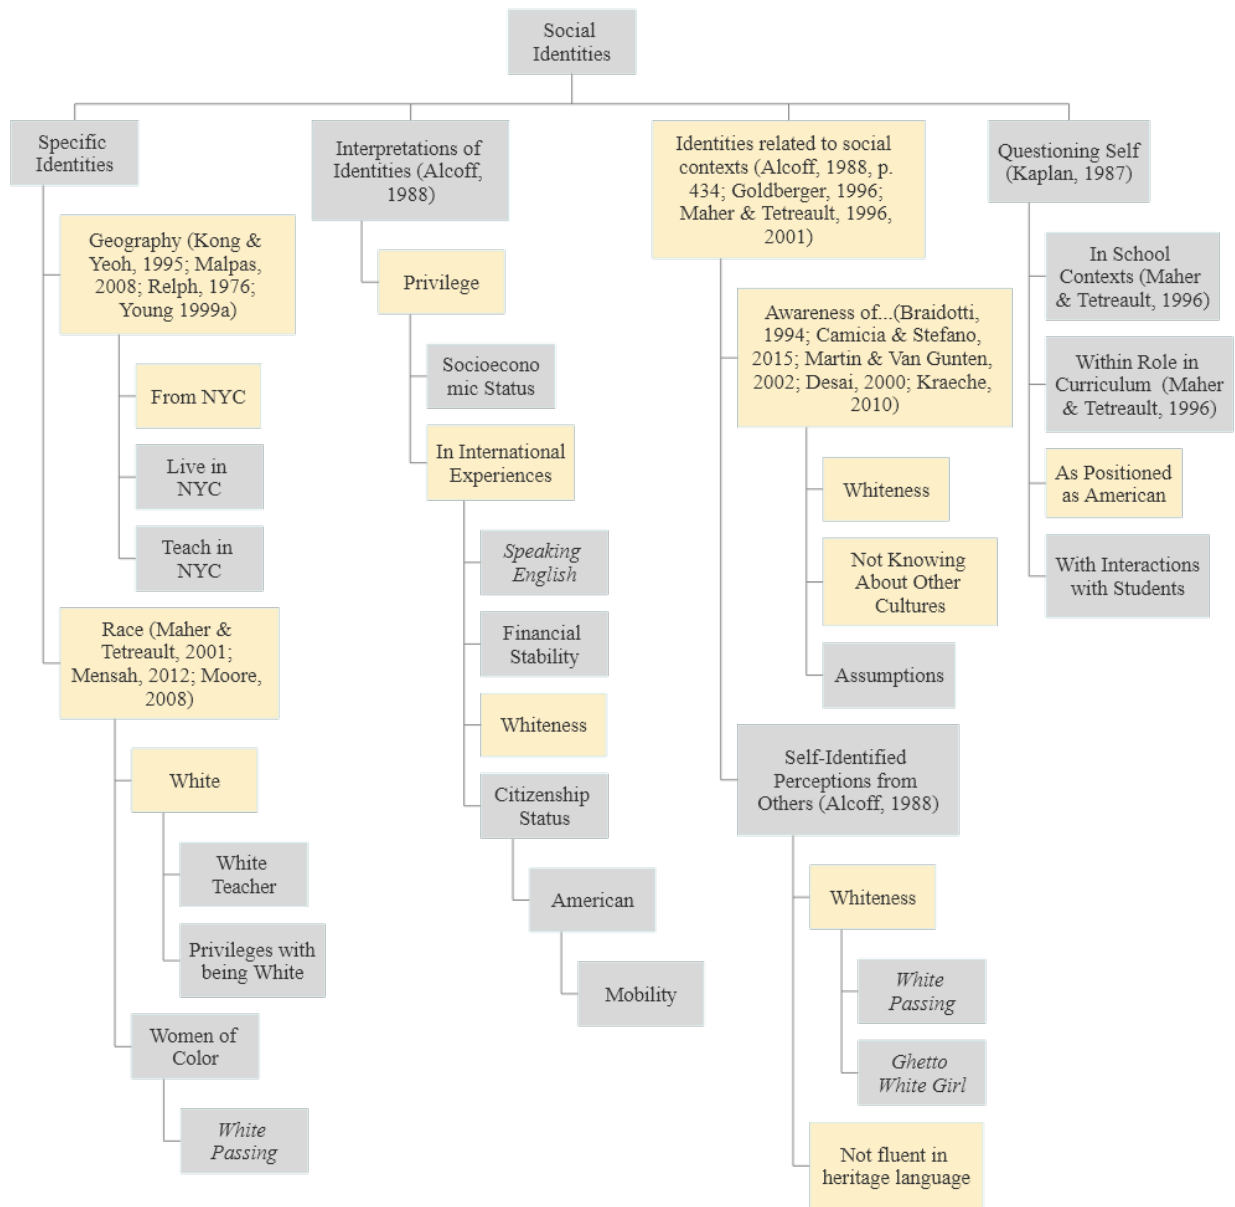 Social
Identities
Specific
Identities
Geography (Kong &
Yeoh, 1995; Malpas,
2008; Relph, 1976;
Young 1999a)
From NYC
Live in
NYC
Teach in
NYC
Race (Maher &
Tetreault, 2001;
Mensah, 2012; Moore,
2008)
White
White
Teacher
Privileges with
being White
Women of
Color
White
Passing
Interpretations of
Identities (Alcoff,
1988)
Privilege
Socioecono
mic Status
In International
Experiences
Speaking
English
Financial
Stability
Whiteness
Citizenship
Status
American
Mobility
Identities related to social
contexts (Alcoff, 1988, p.
434; Goldberger, 1996;
Maher & Tetreault, 1996,
2001)
Awareness of...(Braidotti,
1994; Camicia & Stefano,
2015; Martin & Van Gunten,
2002; Desai, 2000; Kraeche,
2010)
Whiteness
Not Knowing
About Other
Cultures
Assumptions
Self-Identified
Perceptions from
Others (Alcoff, 1988)
Whiteness
White
Passing
Ghetto
White Girl
Not fluent in
heritage language
Questioning Self
(Kaplan, 1987)
In School
Contexts (Maher
& Tetreault, 1996)
Within Role in
Curriculum (Maher
& Tetreault, 1996)
As Positioned
as American
With Interactions
with Students